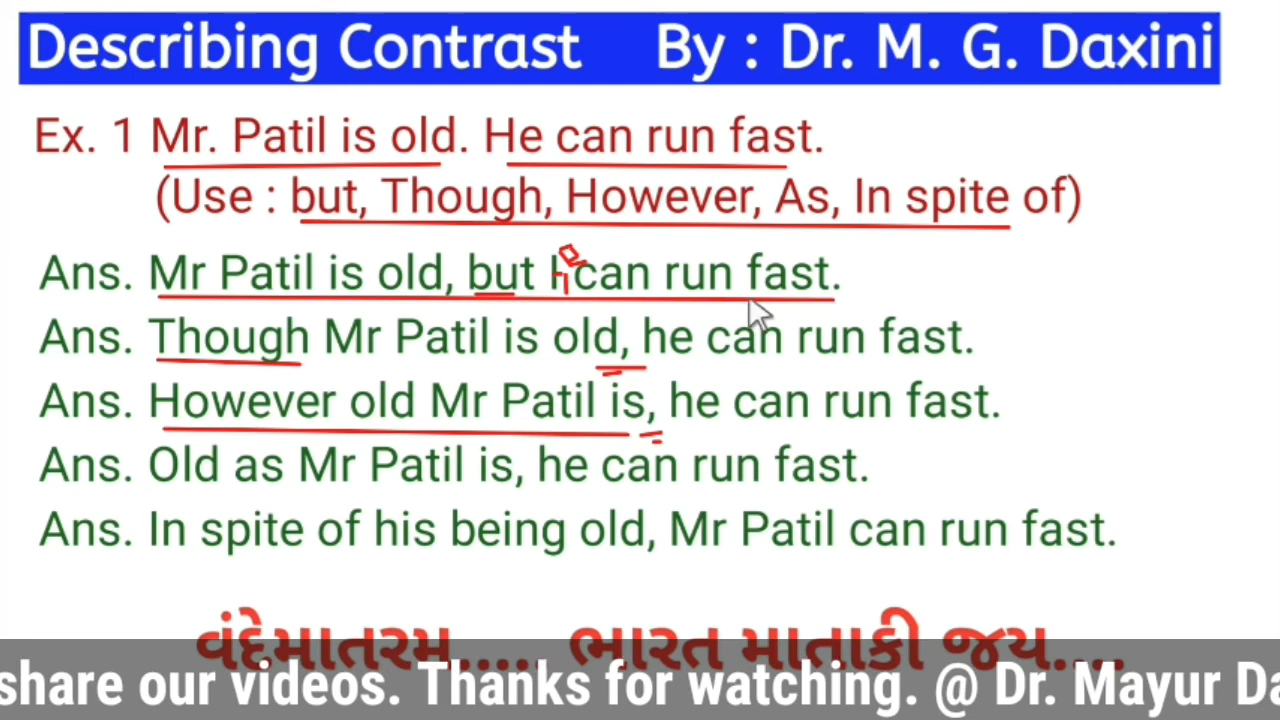 Describing Contrast By : Dr. M. G. Daxini
Ex. 1 Mr. Patil is old. He can run fast.
(Use : but, Though, However, As, In spite of)
Ans. Mr Patil is old, but he can run fast.
Ans. Though Mr Patil is old, he can run fast.
Ans. However old Mr Patil is, he can run fast.
Ans. Old as Mr Patil is, he can run fast.
Ans. In spite of his being old, Mr Patil can run fast.
વંદેમાતરમ..... ભારત માતાકી જય....
share our videos. Thanks for watching. @ Dr. Mayur Da